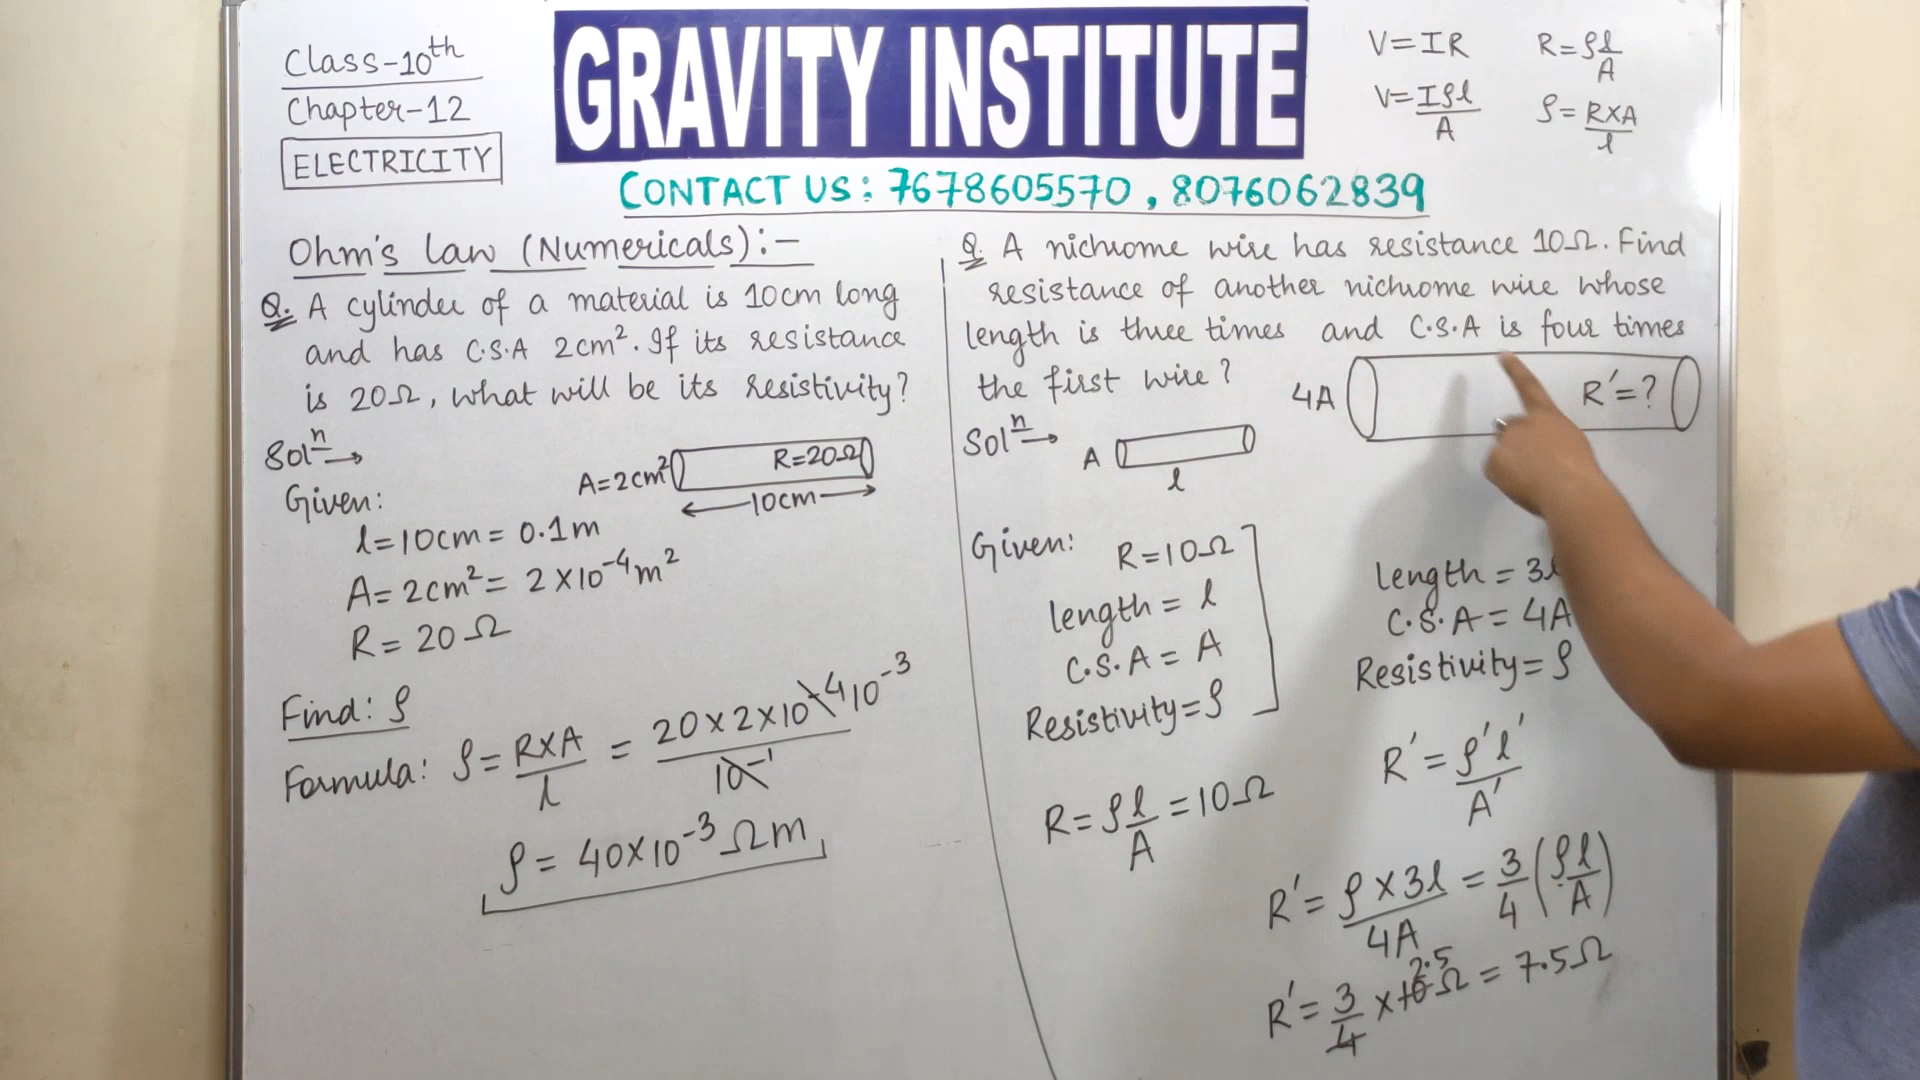 Class-10th
Chapter-12
ELECTRICITY
GRAVITY INSTITUTE
CONTACT US: 7678605570, 8076062839
V=IR
V=Iρl/A
R=ρl/A
ρ=R×A/l
Ohm's law (Numericals):-
Q. A cylinder of a material is 10cm long
and has C.S.A 2cm². If its resistance
is 20Ω, what will be its resistivity?
Solⁿ→
A=2cm²
R=20Ω
10cm
Given:
l=10cm = 0.1m
A=2cm² = 2×10⁻⁴m²
R = 20Ω
Find: ρ
Formula: ρ=R×A/l = 20×2×10⁻⁴/10⁻¹ 10⁻³
ρ= 40×10⁻³ Ωm
Q. A nichrome wire has resistance 10Ω. Find
resistance of another nichrome wire whose
length is three times and C.S.A is four times
the first wire?
4A
R'=?
Solⁿ→
A
l
Given:
R=10Ω
length = l
C.S.A = A
Resistivity=ρ
R=ρl/A=10Ω
length = 3l
C.S.A = 4A
Resistivity=ρ
R'=ρ'l'/A'
R'=ρ×3l/4A=3/4(ρl/A)
2.5
R'=3/4×10Ω = 7.5Ω